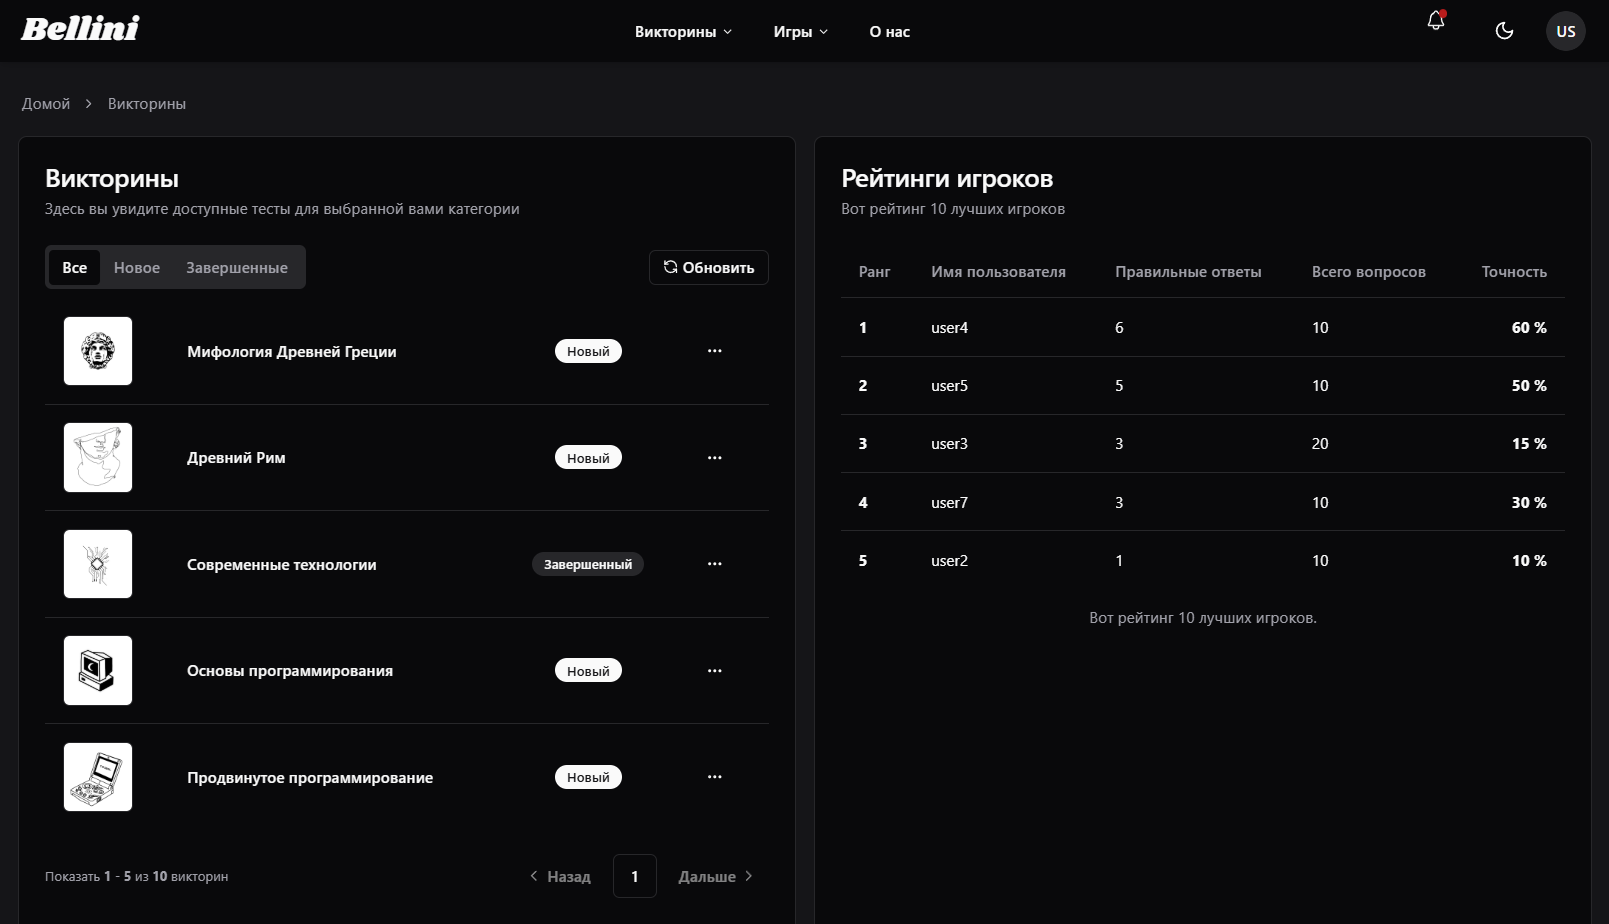 Bellini
Викторины
Игры
О нас
US
Домой
Викторины
Викторины
Здесь вы увидите доступные тесты для выбранной вами категории
Все
Новое
Завершенные
Обновить
Мифология Древней Греции
Новый
Древний Рим
Новый
Современные технологии
Завершенный
Основы программирования
Новый
Продвинутое программирование
Новый
Показать 1 - 5 из 10 викторин
Назад
1
Дальше
Рейтинги игроков
Вот рейтинг 10 лучших игроков
Ранг Имя пользователя Правильные ответы Всего вопросов Точность
1 user4 6 10 60 %
2 user5 5 10 50 %
3 user3 3 20 15 %
4 user7 3 10 30 %
5 user2 1 10 10 %
Вот рейтинг 10 лучших игроков.